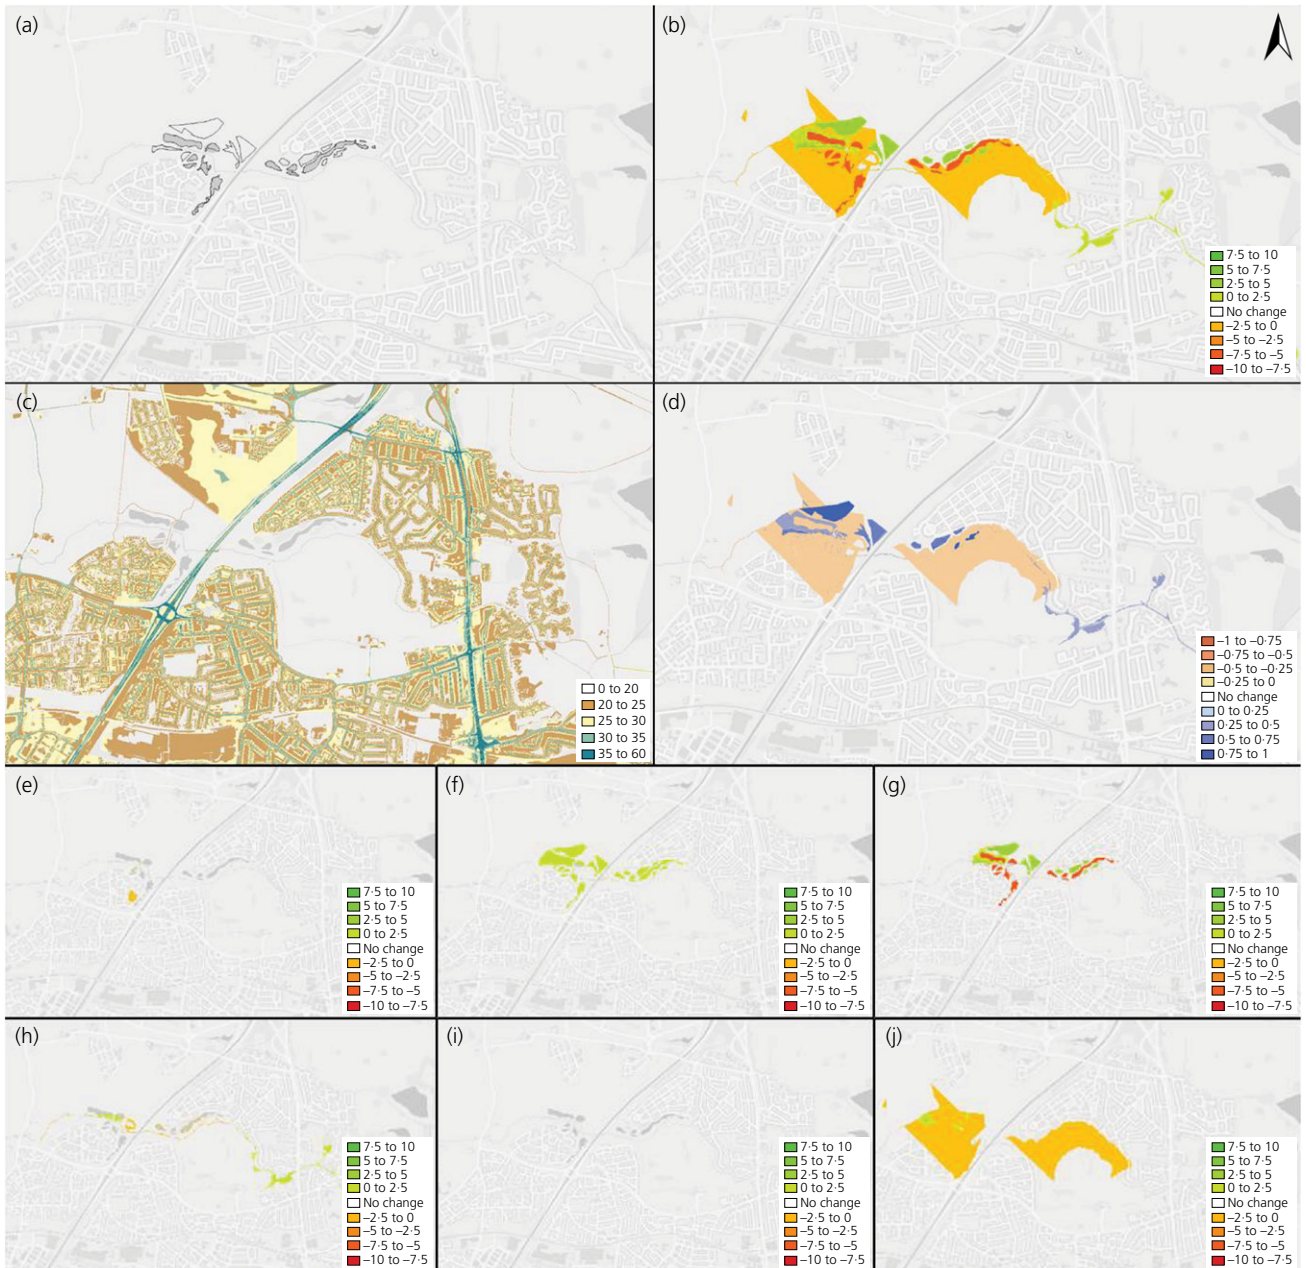 (a)
(b)
7·5 to 10
5 to 7·5
2·5 to 5
0 to 2·5
No change
–2·5 to 0
–5 to –2·5
–7·5 to –5
–10 to –7·5
(c)
0 to 20
20 to 25
25 to 30
30 to 35
35 to 60
(d)
–1 to –0·75
–0·75 to –0·5
–0·5 to –0·25
–0·25 to 0
No change
0 to 0·25
0·25 to 0·5
0·5 to 0·75
0·75 to 1
(e)
7·5 to 10
5 to 7·5
2·5 to 5
0 to 2·5
No change
–2·5 to 0
–5 to –2·5
–7·5 to –5
–10 to –7·5
(f)
7·5 to 10
5 to 7·5
2·5 to 5
0 to 2·5
No change
–2·5 to 0
–5 to –2·5
–7·5 to –5
–10 to –7·5
(g)
7·5 to 10
5 to 7·5
2·5 to 5
0 to 2·5
No change
–2·5 to 0
–5 to –2·5
–7·5 to –5
–10 to –7·5
(h)
7·5 to 10
5 to 7·5
2·5 to 5
0 to 2·5
No change
–2·5 to 0
–5 to –2·5
–7·5 to –5
–10 to –7·5
(i)
7·5 to 10
5 to 7·5
2·5 to 5
0 to 2·5
No change
–2·5 to 0
–5 to –2·5
–7·5 to –5
–10 to –7·5
(j)
7·5 to 10
5 to 7·5
2·5 to 5
0 to 2·5
No change
–2·5 to 0
–5 to –2·5
–7·5 to –5
–10 to –7·5